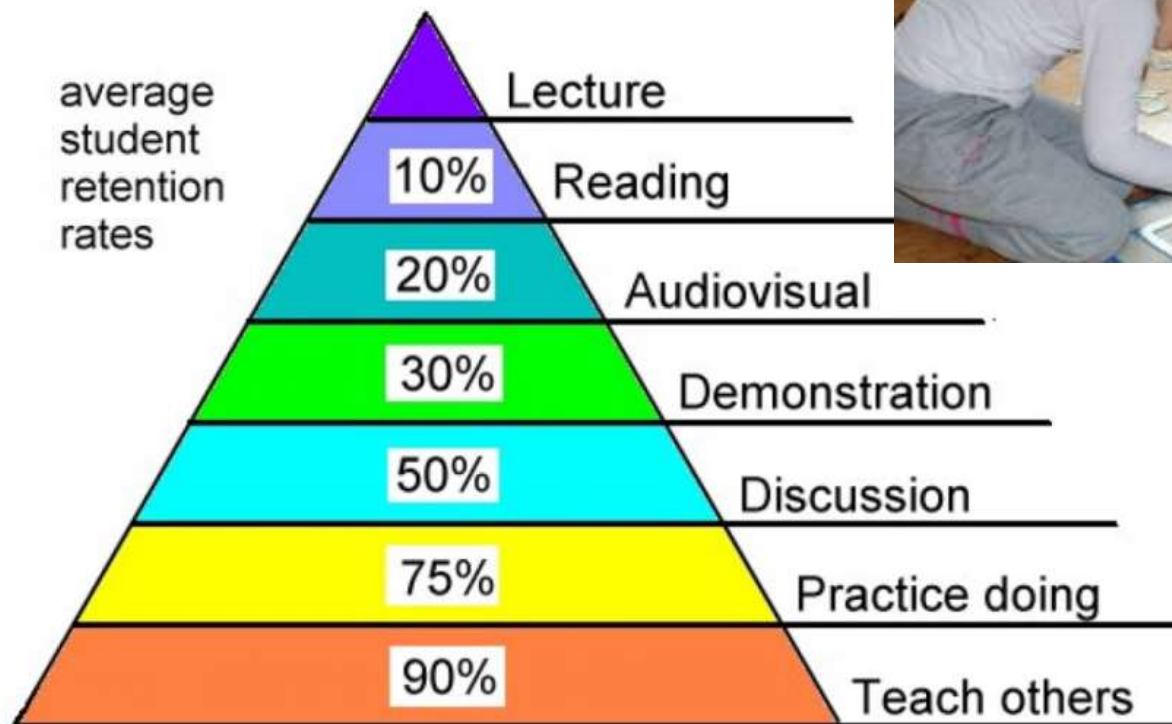 average
student
retention
rates
Lecture
10% Reading
20% Audiovisual
30% Demonstration
50% Discussion
75% Practice doing
90% Teach others